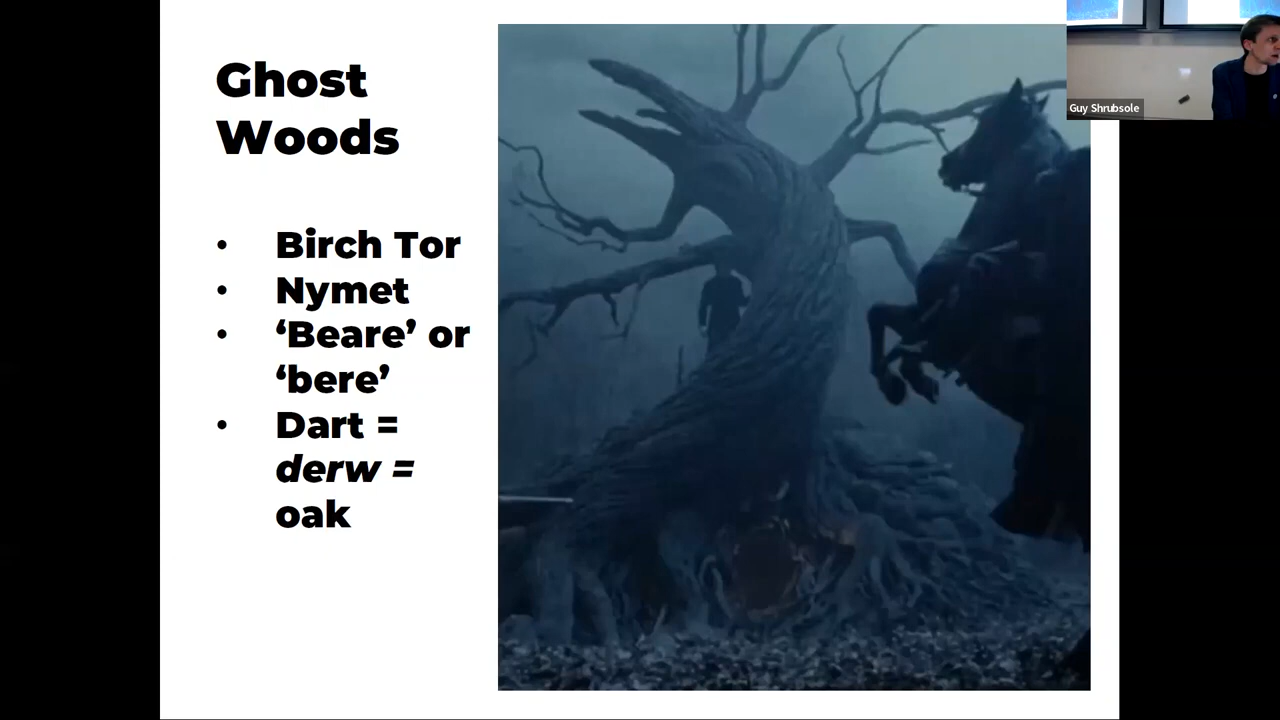 Ghost
Woods
• Birch Tor
• Nymet
• ‘Beare’ or
‘bere’
• Dart =
derw =
oak
Guy Shrubsole